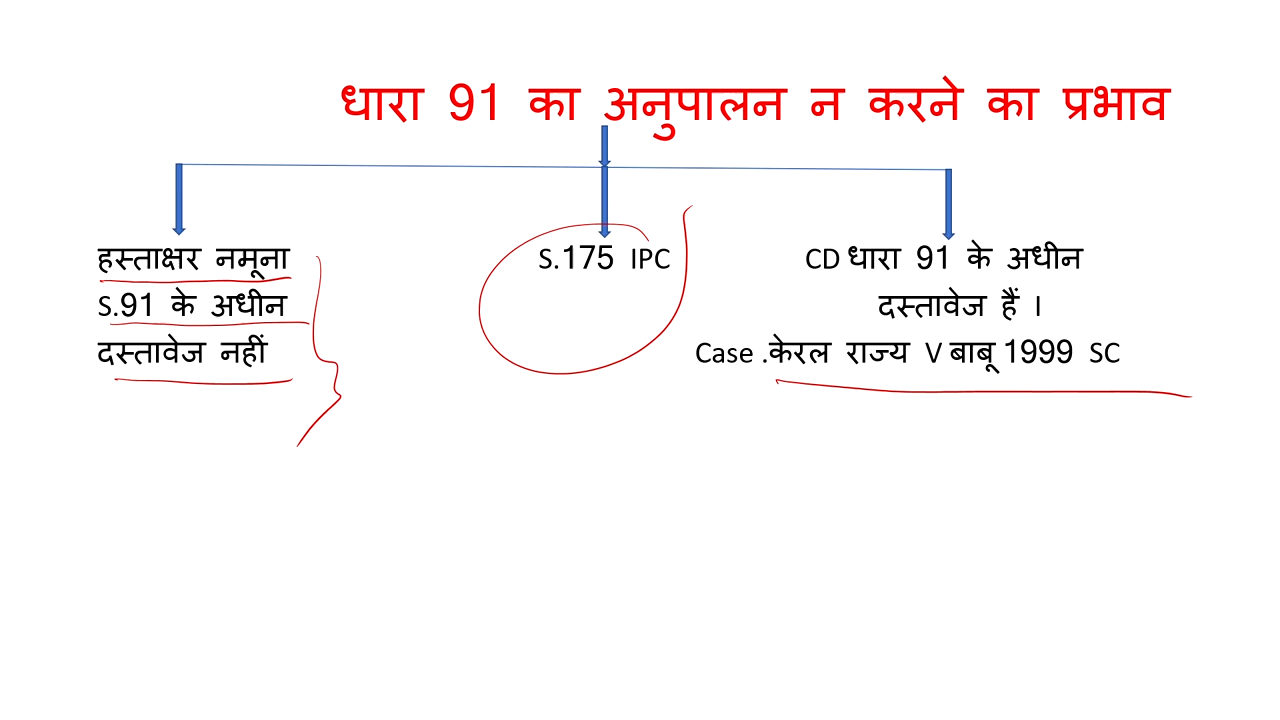 धारा 91 का अनुपालन न करने का प्रभाव
हस्ताक्षर नमूना
S.91 के अधीन
दस्तावेज नहीं
S.175 IPC
CD धारा 91 के अधीन
दस्तावेज हैं ।
Case .केरल राज्य V बाबू 1999 SC